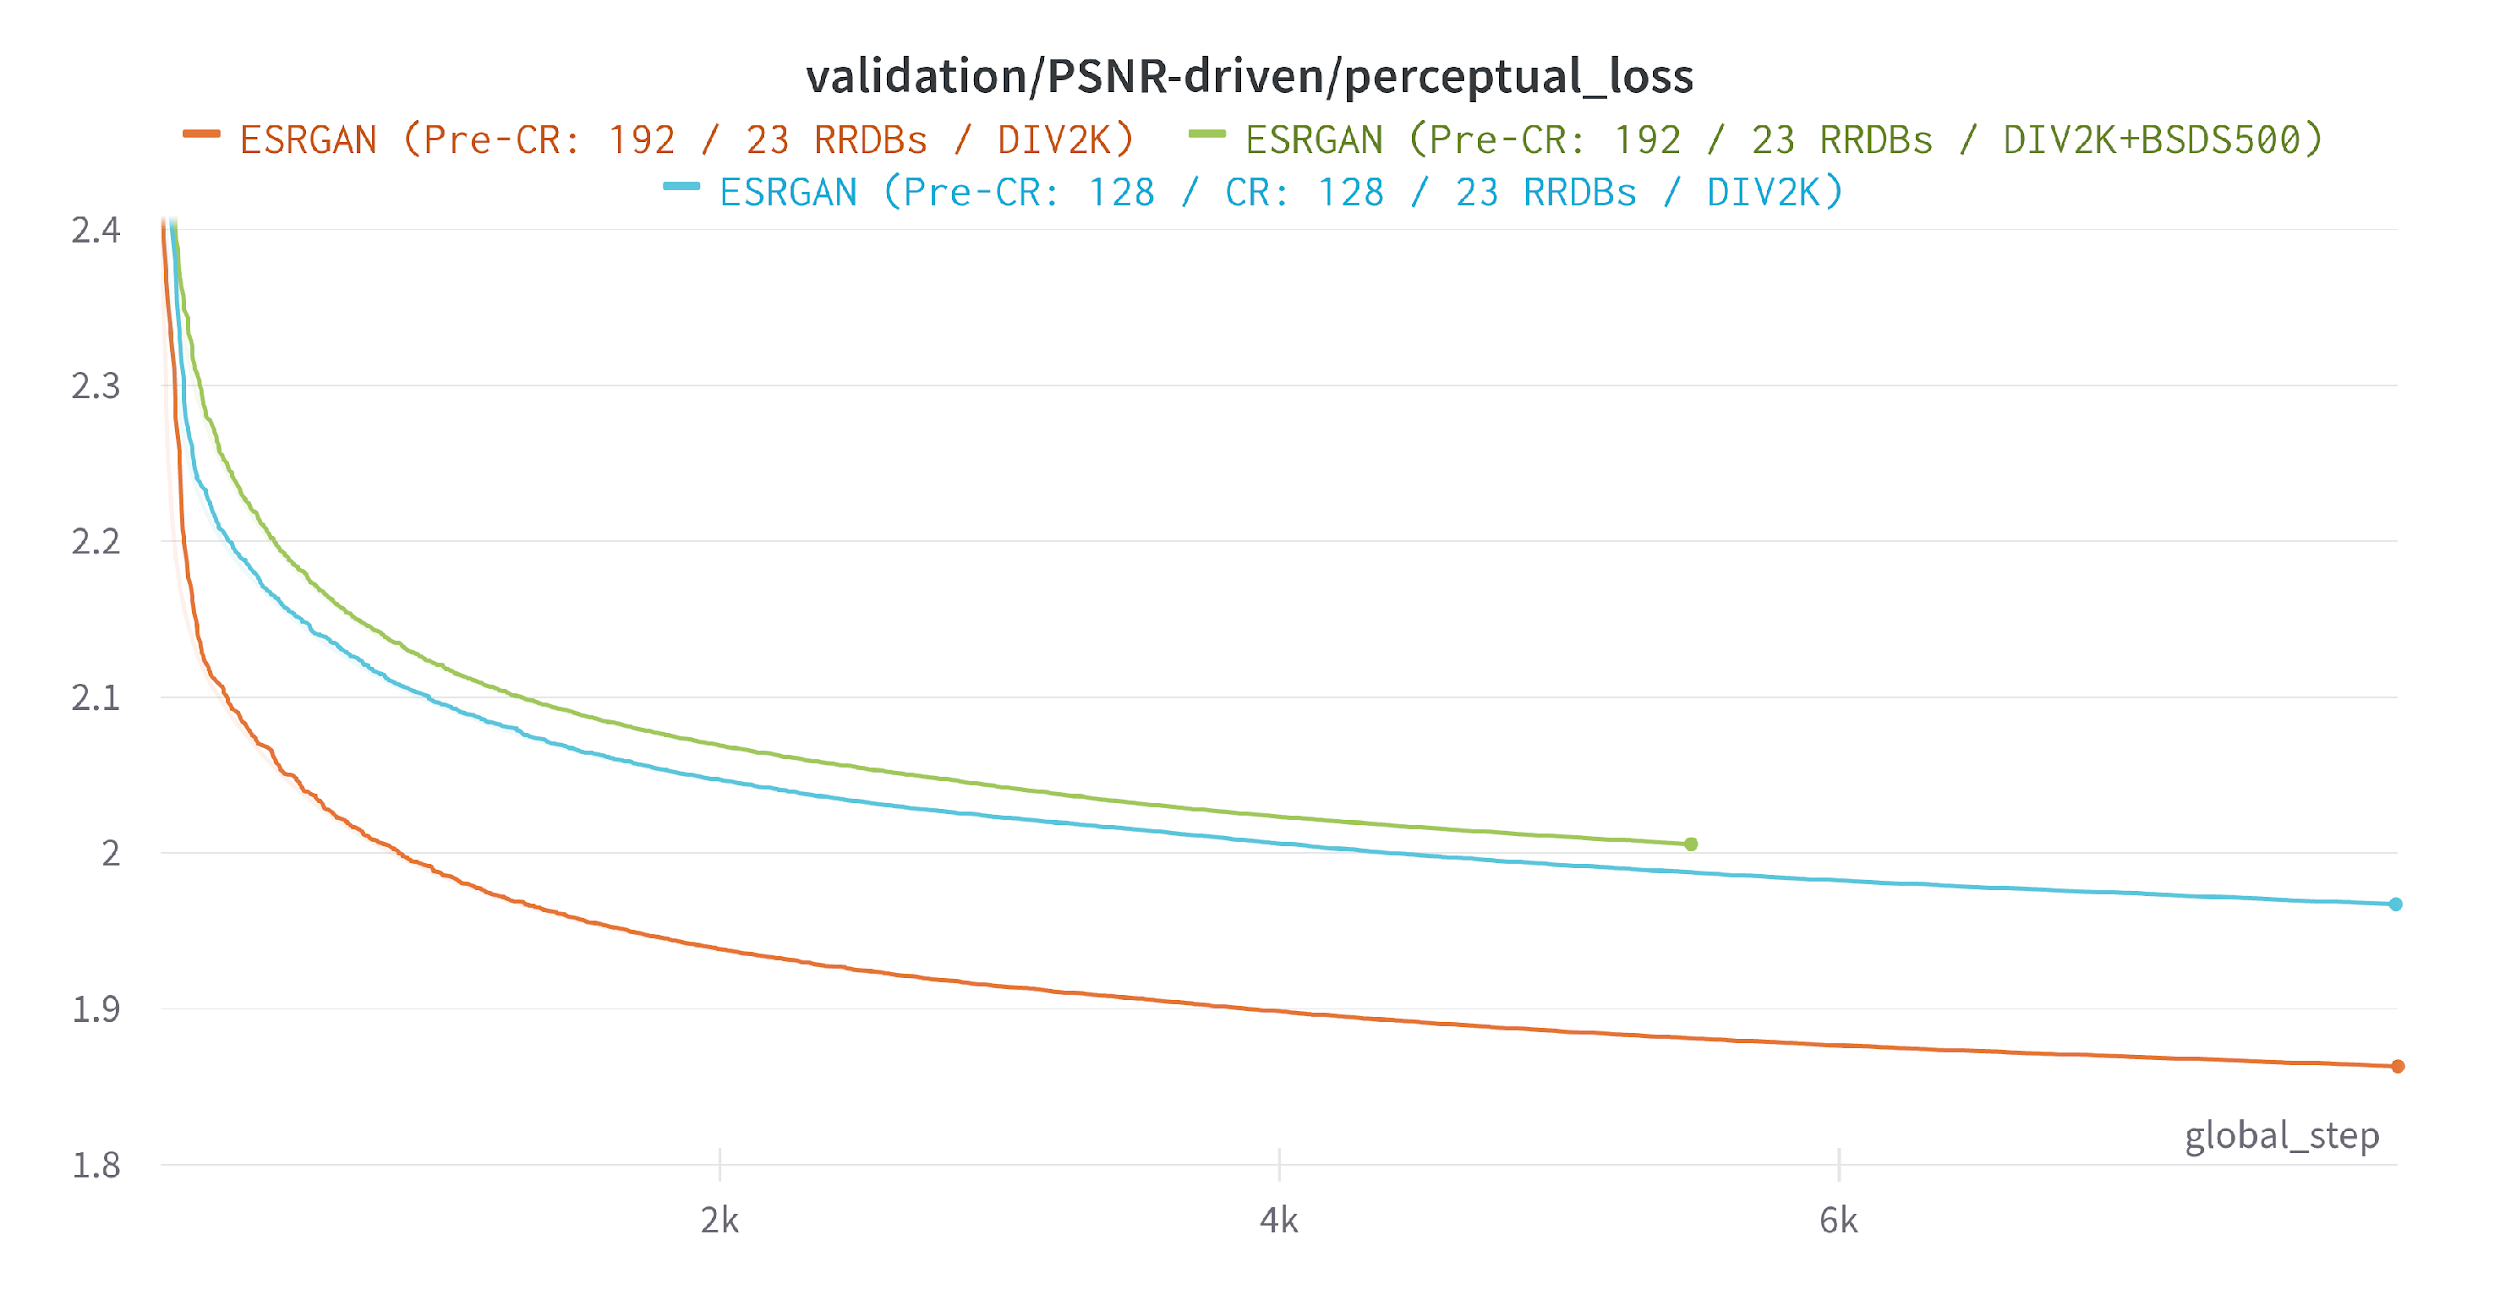 validation/PSNR-driven/perceptual_loss
ESRGAN (Pre-CR: 192 / 23 RRDBs / DIV2K) ESRGAN (Pre-CR: 192 / 23 RRDBs / DIV2K+BSDS500)
ESRGAN (Pre-CR: 128 / CR: 128 / 23 RRDBs / DIV2K)
2.4
2.3
2.2
2.1
2
1.9
global_step
1.8
2k 4k 6k